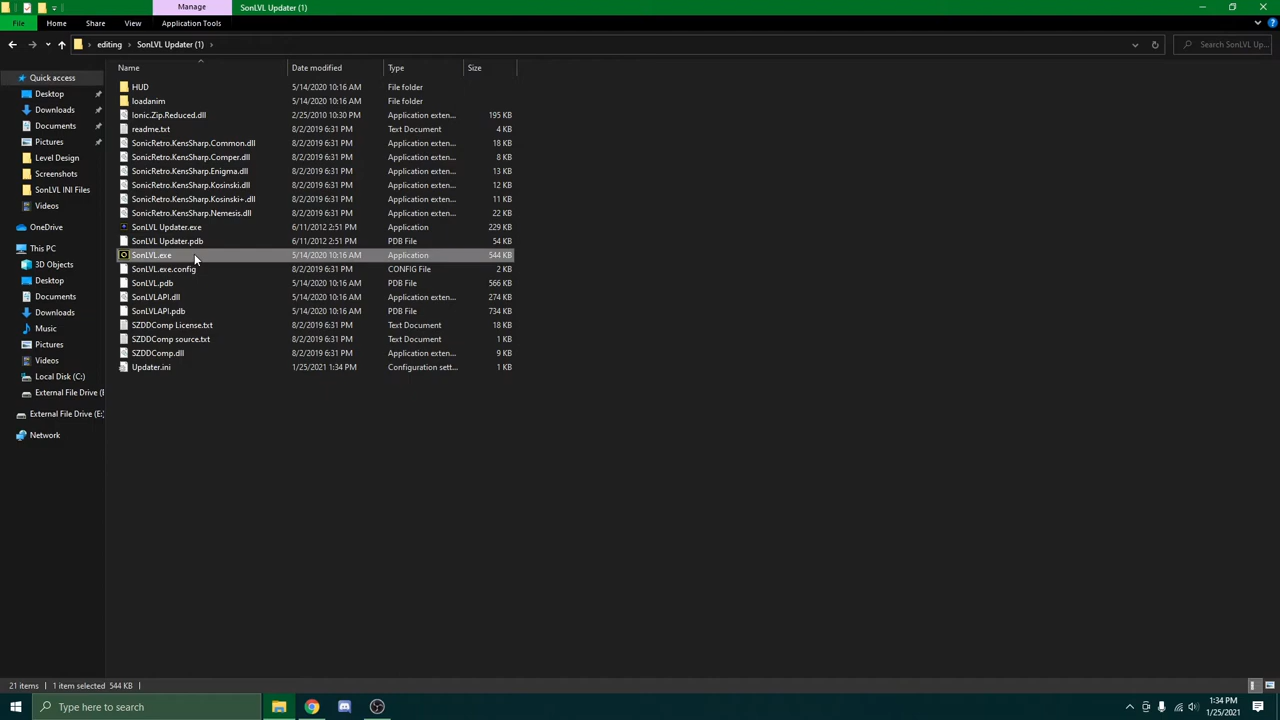 Manage
SonLVL Updater (1)
File
Home
Share
View
Application Tools
editing
SonLVL Updater (1)
Search SonLVL Up...
Name
Date modified
Type
Size
Quick access
Desktop
Downloads
Documents
Pictures
Level Design
Screenshots
SonLVL INI Files
Videos
OneDrive
This PC
3D Objects
Desktop
Documents
Downloads
Music
Pictures
Videos
Local Disk (C:)
External File Drive (E
External File Drive (E:)
Network
HUD 5/14/2020 10:16 AM File folder
loadanim 5/14/2020 10:16 AM File folder
Ionic.Zip.Reduced.dll 2/25/2010 10:30 PM Application exten... 195 KB
readme.txt 8/2/2019 6:31 PM Text Document 4 KB
SonicRetro.KensSharp.Common.dll 8/2/2019 6:31 PM Application exten... 18 KB
SonicRetro.KensSharp.Comper.dll 8/2/2019 6:31 PM Application exten... 8 KB
SonicRetro.KensSharp.Enigma.dll 8/2/2019 6:31 PM Application exten... 13 KB
SonicRetro.KensSharp.Kosinski.dll 8/2/2019 6:31 PM Application exten... 12 KB
SonicRetro.KensSharp.Kosinski+.dll 8/2/2019 6:31 PM Application exten... 11 KB
SonicRetro.KensSharp.Nemesis.dll 8/2/2019 6:31 PM Application exten... 22 KB
SonLVL Updater.exe 6/11/2012 2:51 PM Application 229 KB
SonLVL Updater.pdb 6/11/2012 2:51 PM PDB File 54 KB
SonLVL.exe 5/14/2020 10:16 AM Application 544 KB
SonLVL.exe.config 8/2/2019 6:31 PM CONFIG File 2 KB
SonLVL.pdb 5/14/2020 10:16 AM PDB File 566 KB
SonLVLAPI.dll 5/14/2020 10:16 AM Application exten... 274 KB
SonLVLAPI.pdb 5/14/2020 10:16 AM PDB File 734 KB
SZDDComp License.txt 8/2/2019 6:31 PM Text Document 18 KB
SZDDComp source.txt 8/2/2019 6:31 PM Text Document 1 KB
SZDDComp.dll 8/2/2019 6:31 PM Application exten... 9 KB
Updater.ini 1/25/2021 1:34 PM Configuration sett... 1 KB
21 items
1 item selected 544 KB
Type here to search
1:34 PM
1/25/2021